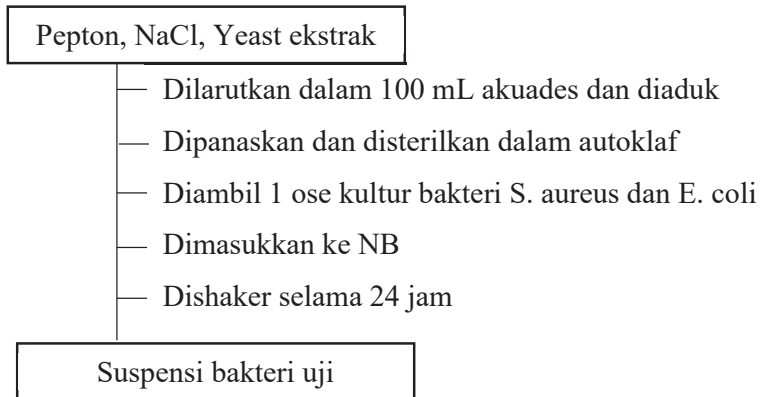 Pepton, NaCl, Yeast ekstrak
Dilarutkan dalam 100 mL akuades dan diaduk
Dipanaskan dan disterilkan dalam autoklaf
Diambil 1 ose kultur bakteri S. aureus dan E. coli
Dimasukkan ke NB
Dishaker selama 24 jam
Suspensi bakteri uji